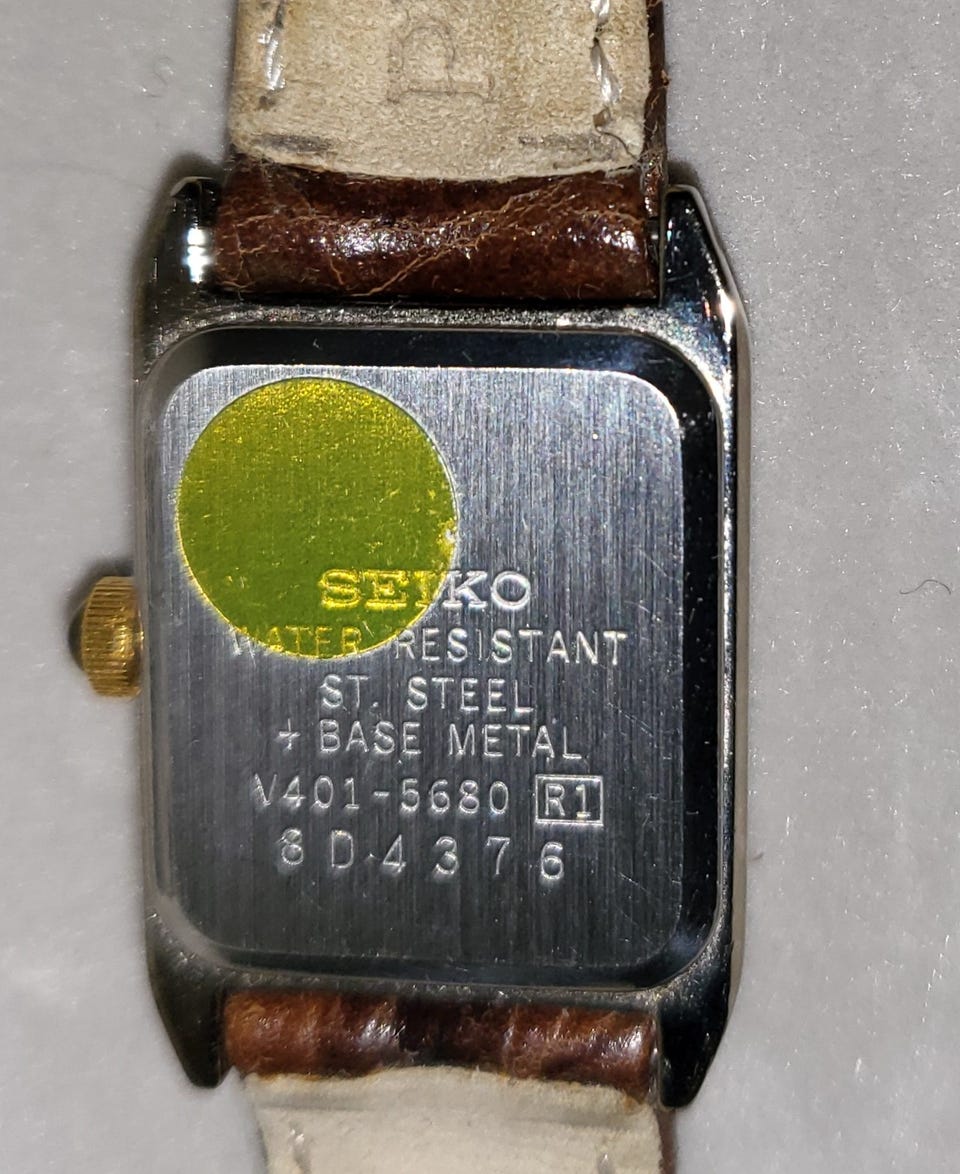 P
SEIKO
WATER RESISTANT
ST. STEEL
+ BASE METAL
V401-5680 R1
8D4376